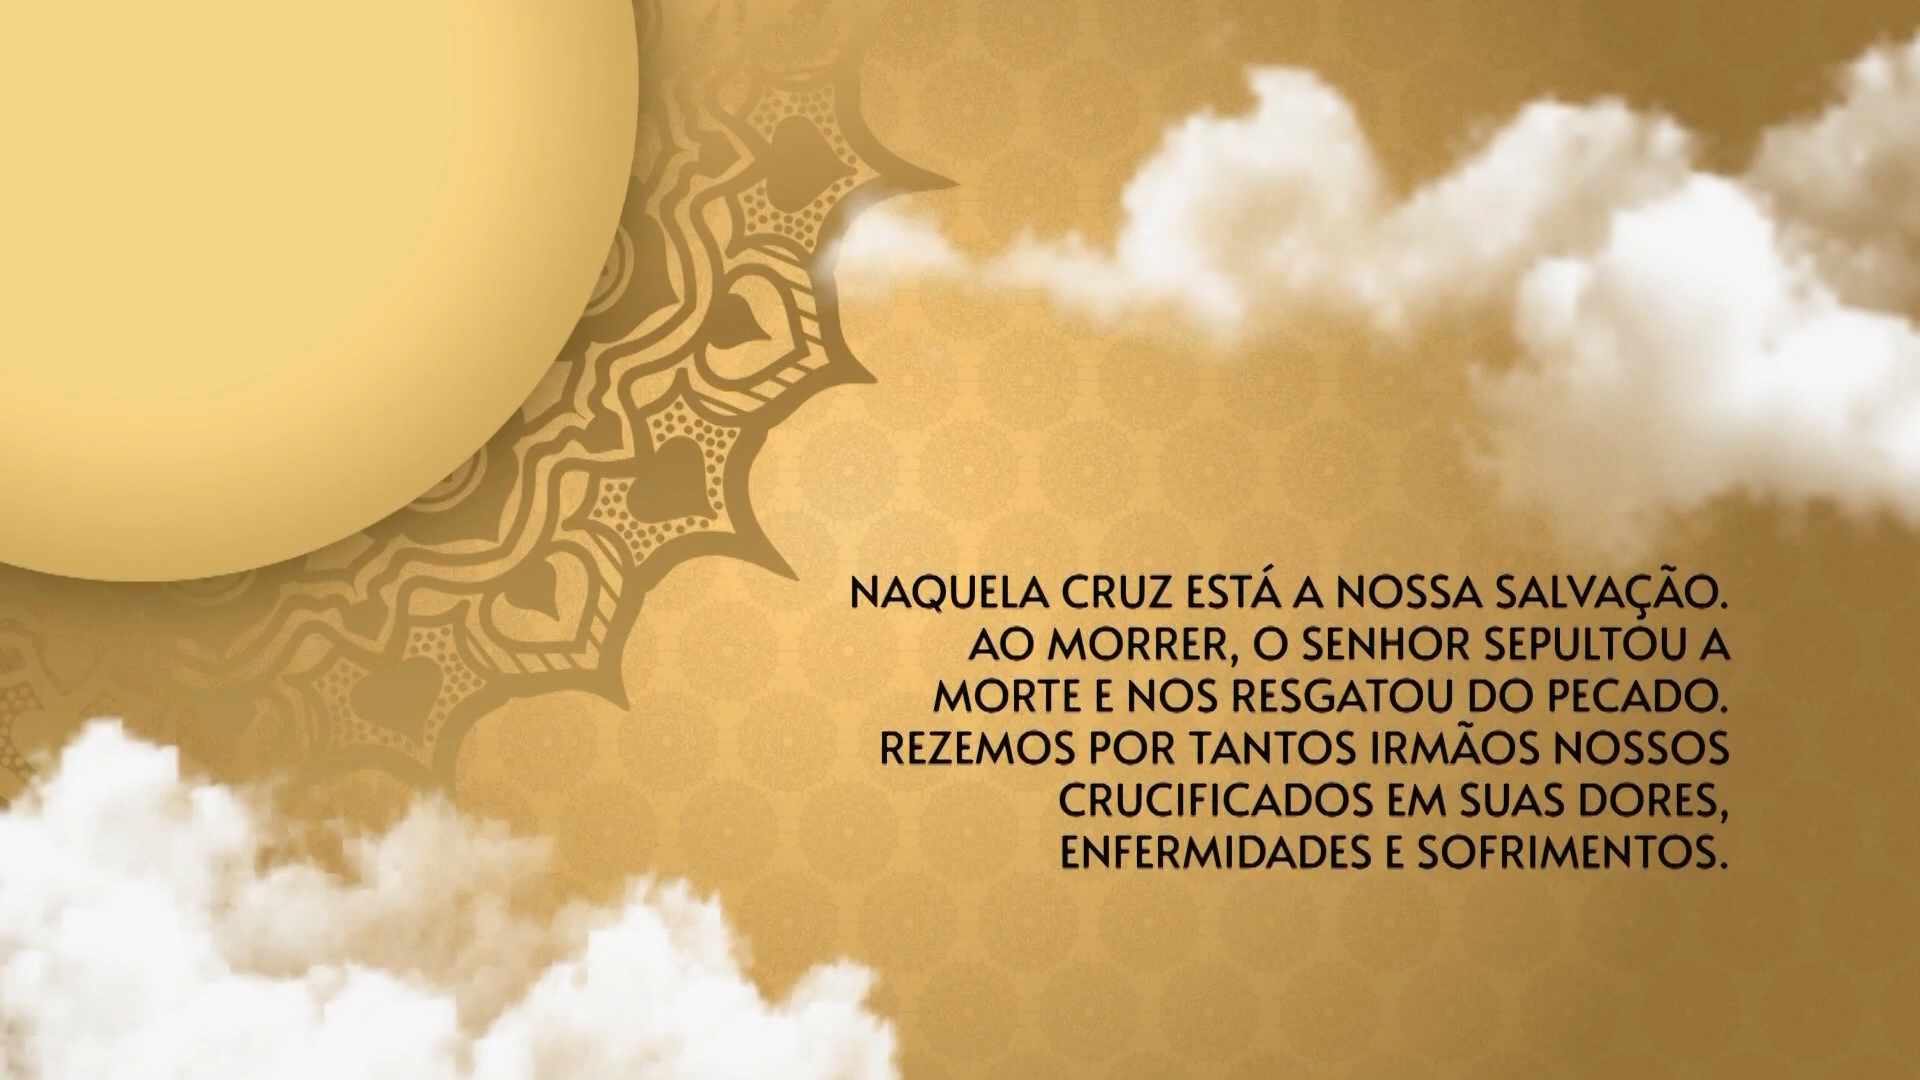 NAQUELA CRUZ ESTÁ A NOSSA SALVAÇÃO.
AO MORRER, O SENHOR SEPULTOU A
MORTE E NOS RESGATOU DO PECADO.
REZEMOS POR TANTOS IRMÃOS NOSSOS
CRUCIFICADOS EM SUAS DORES,
ENFERMIDADES E SOFRIMENTOS.